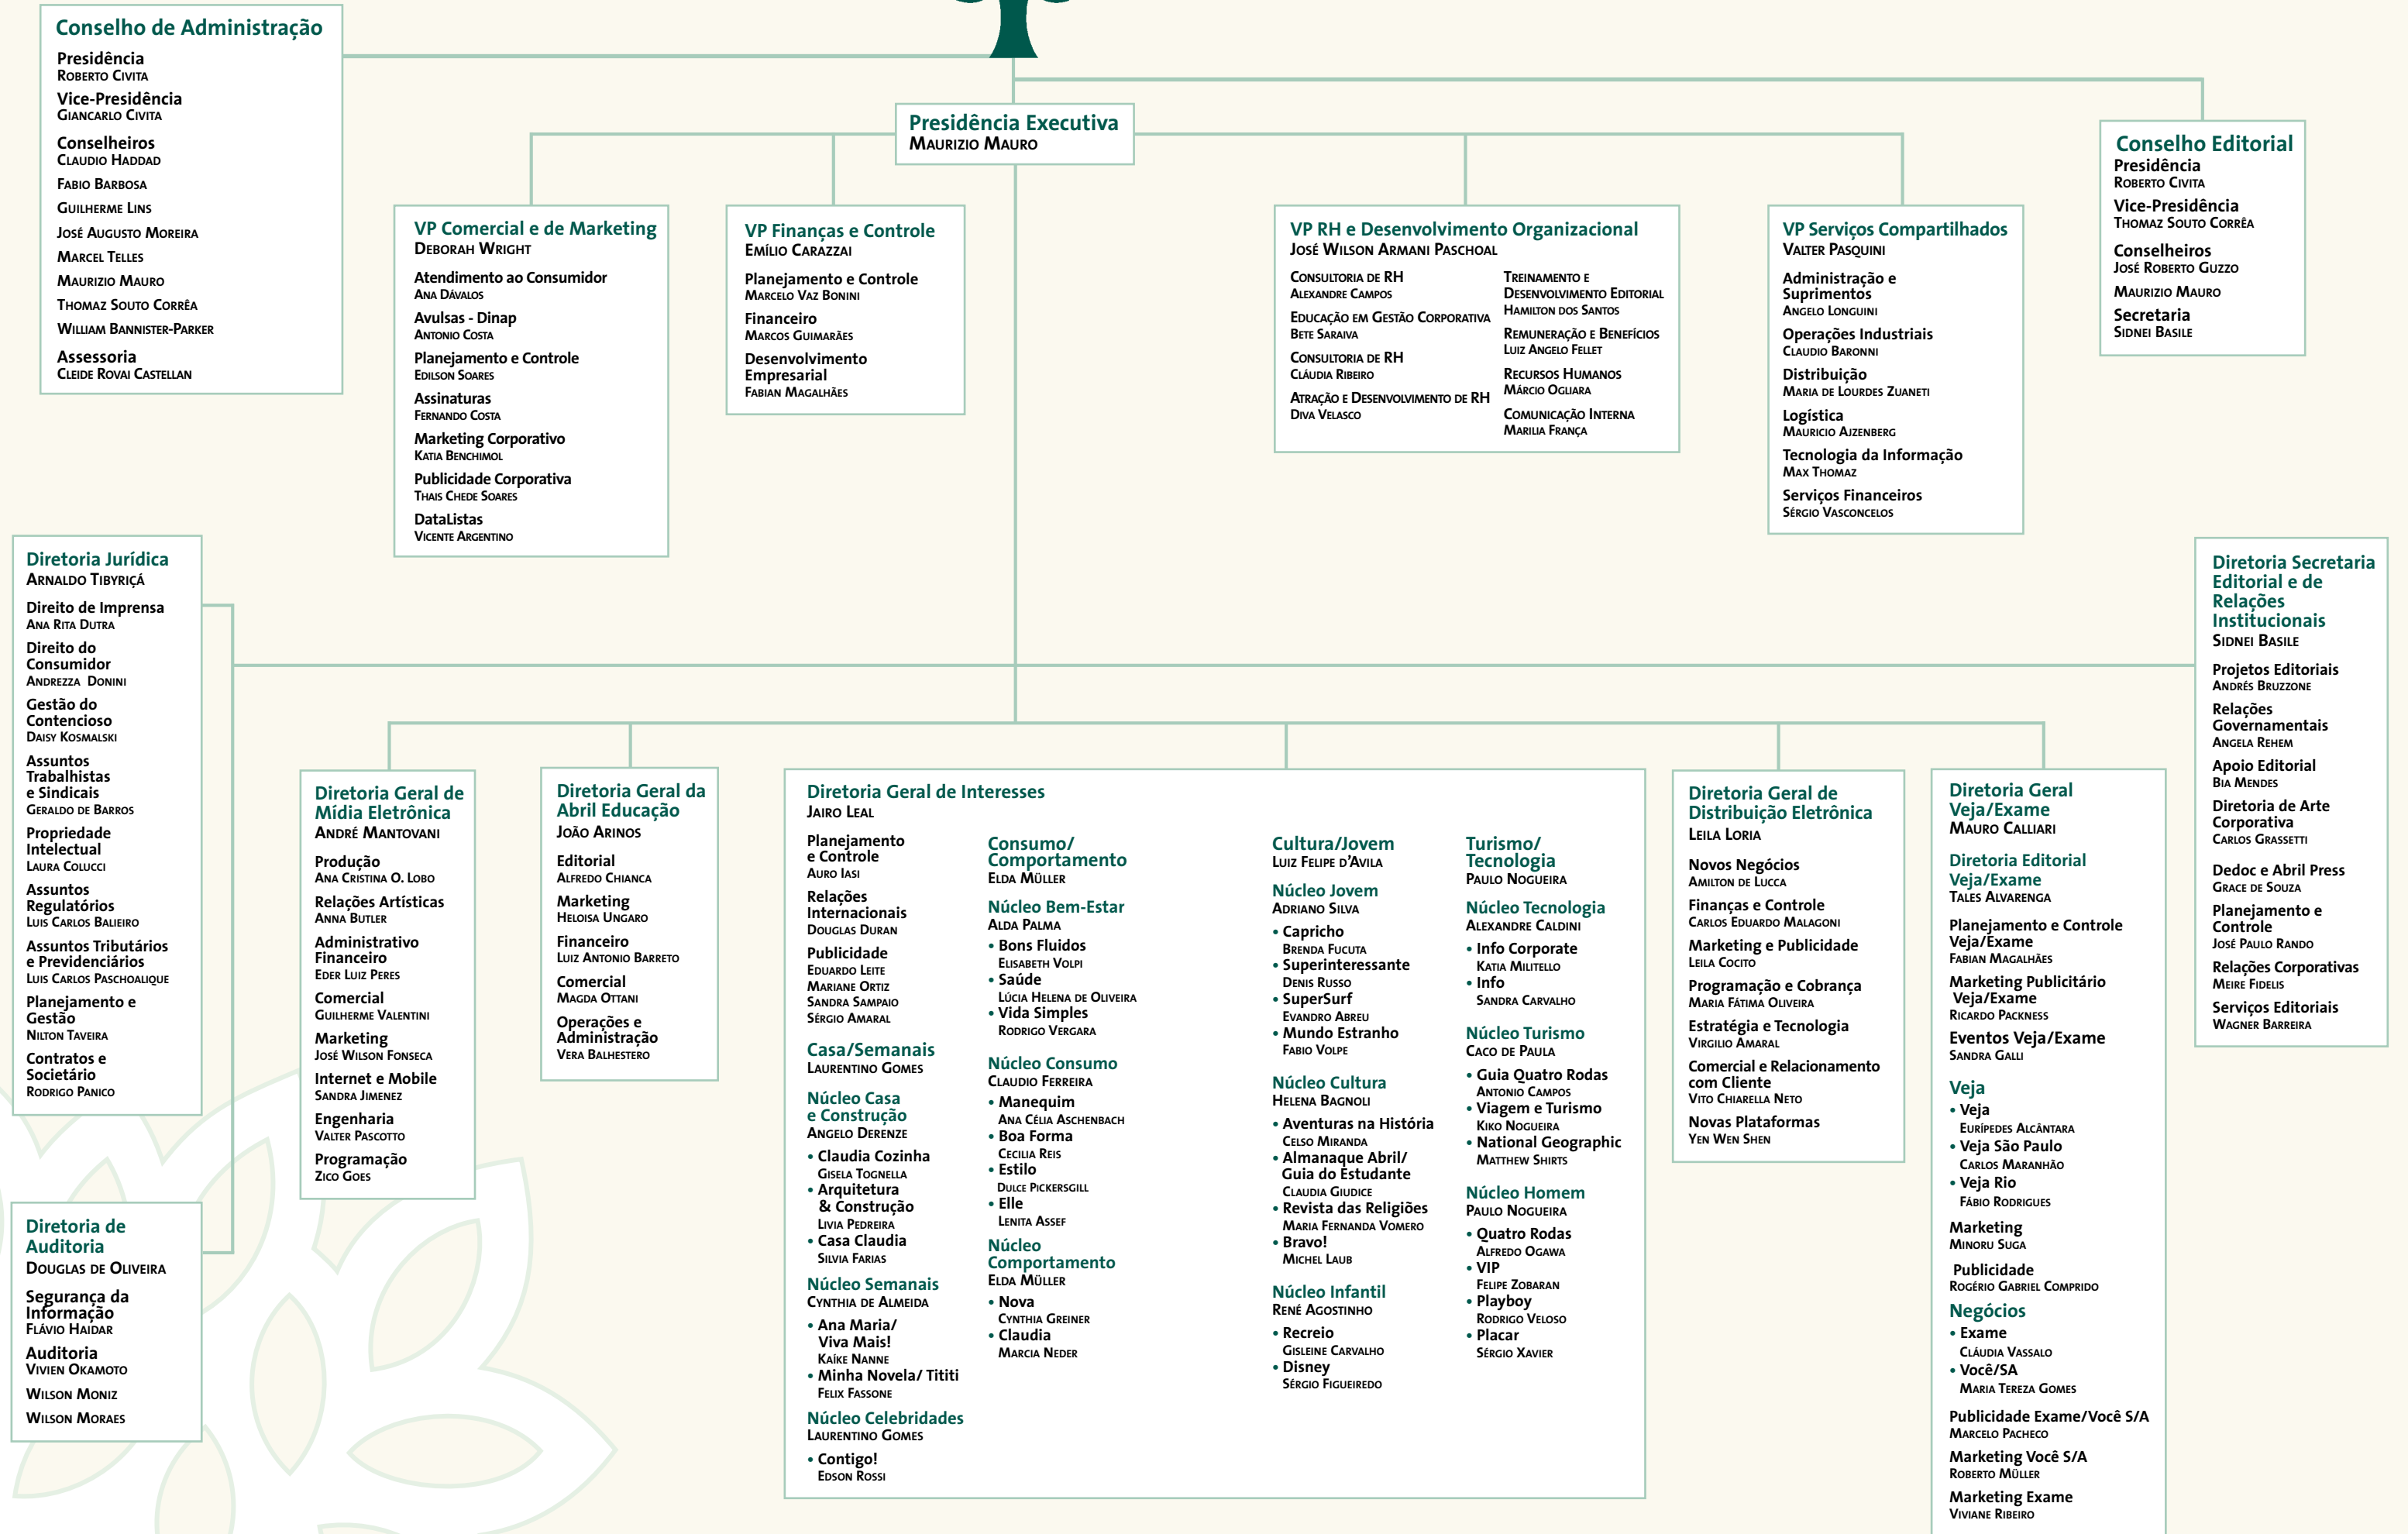 Conselho de Administração
Presidência
Roberto Civita
Vice-Presidência
Giancarlo Civita
Conselheiros
Claudio Haddad
Fabio Barbosa
Guilherme Lins
José Augusto Moreira
Marcel Telles
Maurizio Mauro
Thomaz Souto Corrêa
William Bannister-Parker
Assessoria
Cleide Rovai Castellan
Presidência Executiva
Maurizio Mauro
Conselho Editorial
Presidência
Roberto Civita
Vice-Presidência
Thomaz Souto Corrêa
Conselheiros
José Roberto Guzzo
Maurizio Mauro
Secretaria
Sidnei Basile
VP Comercial e de Marketing
Deborah Wright
Atendimento ao Consumidor
Ana Dávalos
Avulsas - Dinap
Antonio Costa
Planejamento e Controle
Edilson Soares
Assinaturas
Fernando Costa
Marketing Corporativo
Katia Benchimol
Publicidade Corporativa
Thais Chede Soares
DataListas
Vicente Argentino
VP Finanças e Controle
Emílio Carazzai
Planejamento e Controle
Marcelo Vaz Bonini
Financeiro
Marcos Guimarães
Desenvolvimento
Empresarial
Fabian Magalhães
VP RH e Desenvolvimento Organizacional
José Wilson Armani Paschoal
Consultoria de RH
Alexandre Campos
Educação em Gestão Corporativa
Bete Saraiva
Consultoria de RH
Cláudia Ribeiro
Atração e Desenvolvimento de RH
Diva Velasco
Treinamento e
Desenvolvimento Editorial
Hamilton dos Santos
Remuneração e Benefícios
Luiz Angelo Fellet
Recursos Humanos
Márcio Ogliara
Comunicação Interna
Marilia França
VP Serviços Compartilhados
Valter Pasquini
Administração e
Suprimentos
Angelo Longuini
Operações Industriais
Claudio Baronni
Distribuição
Maria de Lourdes Zuaneti
Logística
Mauricio Ajzenberg
Tecnologia da Informação
Max Thomaz
Serviços Financeiros
Sérgio Vasconcelos
Diretoria Jurídica
Arnaldo Tibyriçá
Direito de Imprensa
Ana Rita Dutra
Direito do
Consumidor
Andrezza Donini
Gestão do
Contencioso
Daisy Kosmalski
Assuntos
Trabalhistas
e Sindicais
Geraldo de Barros
Propriedade
Intelectual
Laura Colucci
Assuntos
Regulatórios
Luis Carlos Balieiro
Assuntos Tributários
e Previdenciários
Luis Carlos Paschoalique
Planejamento e
Gestão
Nilton Taveira
Contratos e
Societário
Rodrigo Panico
Diretoria de
Auditoria
Douglas de Oliveira
Segurança da
Informação
Flávio Haidar
Auditoria
Vivien Okamoto
Wilson Moniz
Wilson Moraes
Diretoria Geral de
Mídia Eletrônica
André Mantovani
Produção
Ana Cristina O. Lobo
Relações Artísticas
Anna Butler
Administrativo
Financeiro
Eder Luiz Peres
Comercial
Guilherme Valentini
Marketing
José Wilson Fonseca
Internet e Mobile
Sandra Jimenez
Engenharia
Valter Pascotto
Programação
Zico Goes
Diretoria Geral da
Abril Educação
João Arinos
Editorial
Alfredo Chianca
Marketing
Heloisa Ungaro
Financeiro
Luiz Antonio Barreto
Comercial
Magda Ottani
Operações e
Administração
Vera Balhestero
Diretoria Geral de Interesses
Jairo Leal
Planejamento
e Controle
Auro Iasi
Relações
Internacionais
Douglas Duran
Publicidade
Eduardo Leite
Mariane Ortiz
Sandra Sampaio
Sérgio Amaral
Casa/Semanais
Laurentino Gomes
Núcleo Casa
e Construção
Angelo Derenze
• Claudia Cozinha
Gisela Tognella
• Arquitetura
& Construção
Livia Pedreira
• Casa Claudia
Silvia Farias
Núcleo Semanais
Cynthia de Almeida
• Ana Maria/
Viva Mais!
Kaíke Nanne
• Minha Novela/ Tititi
Felix Fassone
Núcleo Celebridades
Laurentino Gomes
• Contigo!
Edson Rossi
Consumo/
Comportamento
Elda Müller
Núcleo Bem-Estar
Alda Palma
• Bons Fluidos
Elisabeth Volpi
• Saúde
Lúcia Helena de Oliveira
• Vida Simples
Rodrigo Vergara
Núcleo Consumo
Claudio Ferreira
• Manequim
Ana Célia Aschenbach
• Boa Forma
Cecilia Reis
• Estilo
Dulce Pickersgill
• Elle
Lenita Assef
Núcleo
Comportamento
Elda Müller
• Nova
Cynthia Greiner
• Claudia
Marcia Neder
Cultura/Jovem
Luiz Felipe d'Avila
Núcleo Jovem
Adriano Silva
• Capricho
Brenda Fucuta
• Superinteressante
Denis Russo
• SuperSurf
Evandro Abreu
• Mundo Estranho
Fabio Volpe
Núcleo Cultura
Helena Bagnoli
• Aventuras na História
Celso Miranda
• Almanaque Abril/
Guia do Estudante
Claudia Giudice
• Revista das Religiões
Maria Fernanda Vomero
• Bravo!
Michel Laub
Núcleo Infantil
René Agostinho
• Recreio
Gisleine Carvalho
• Disney
Sérgio Figueiredo
Turismo/
Tecnologia
Paulo Nogueira
Núcleo Tecnologia
Alexandre Caldini
• Info Corporate
Katia Militello
• Info
Sandra Carvalho
Núcleo Turismo
Caco de Paula
• Guia Quatro Rodas
Antonio Campos
• Viagem e Turismo
Kiko Nogueira
• National Geographic
Matthew Shirts
Núcleo Homem
Paulo Nogueira
• Quatro Rodas
Alfredo Ogawa
• VIP
Felipe Zobaran
• Playboy
Rodrigo Veloso
• Placar
Sérgio Xavier
Diretoria Geral de
Distribuição Eletrônica
Leila Loria
Novos Negócios
Amilton de Lucca
Finanças e Controle
Carlos Eduardo Malagoni
Marketing e Publicidade
Leila Cocito
Programação e Cobrança
Maria Fátima Oliveira
Estratégia e Tecnologia
Virgilio Amaral
Comercial e Relacionamento
com Cliente
Vito Chiarella Neto
Novas Plataformas
Yen Wen Shen
Diretoria Geral
Veja/Exame
Mauro Calliari
Diretoria Editorial
Veja/Exame
Tales Alvarenga
Planejamento e Controle
Veja/Exame
Fabian Magalhães
Marketing Publicitário
Veja/Exame
Ricardo Packness
Eventos Veja/Exame
Sandra Galli
Veja
• Veja
Eurípedes Alcântara
• Veja São Paulo
Carlos Maranhão
• Veja Rio
Fábio Rodrigues
Marketing
Minoru Suga
Publicidade
Rogério Gabriel Comprido
Negócios
• Exame
Cláudia Vassalo
• Você/SA
Maria Tereza Gomes
Publicidade Exame/Você S/A
Marcelo Pacheco
Marketing Você S/A
Roberto Müller
Marketing Exame
Viviane Ribeiro
Diretoria Secretaria
Editorial e de
Relações
Institucionais
Sidnei Basile
Projetos Editoriais
Andrés Bruzzone
Relações
Governamentais
Angela Rehem
Apoio Editorial
Bia Mendes
Diretoria de Arte
Corporativa
Carlos Grassetti
Dedoc e Abril Press
Grace de Souza
Planejamento e
Controle
José Paulo Rando
Relações Corporativas
Meire Fidelis
Serviços Editoriais
Wagner Barreira